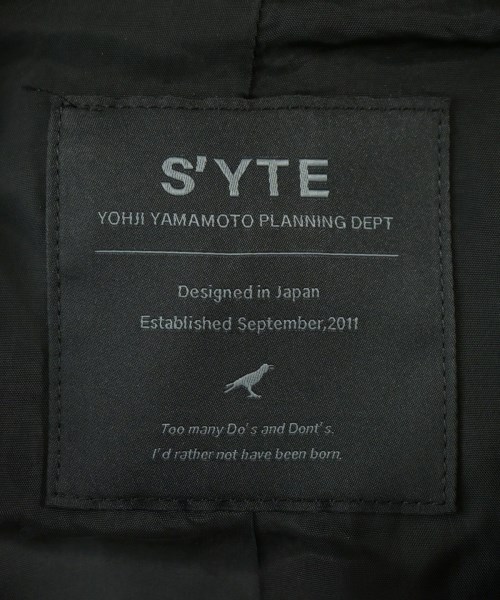 S'YTE
YOHJI YAMAMOTO PLANNING DEPT
Designed in Japan
Established September,2011
Too many Do's and Dont's.
I'd rather not have been born.